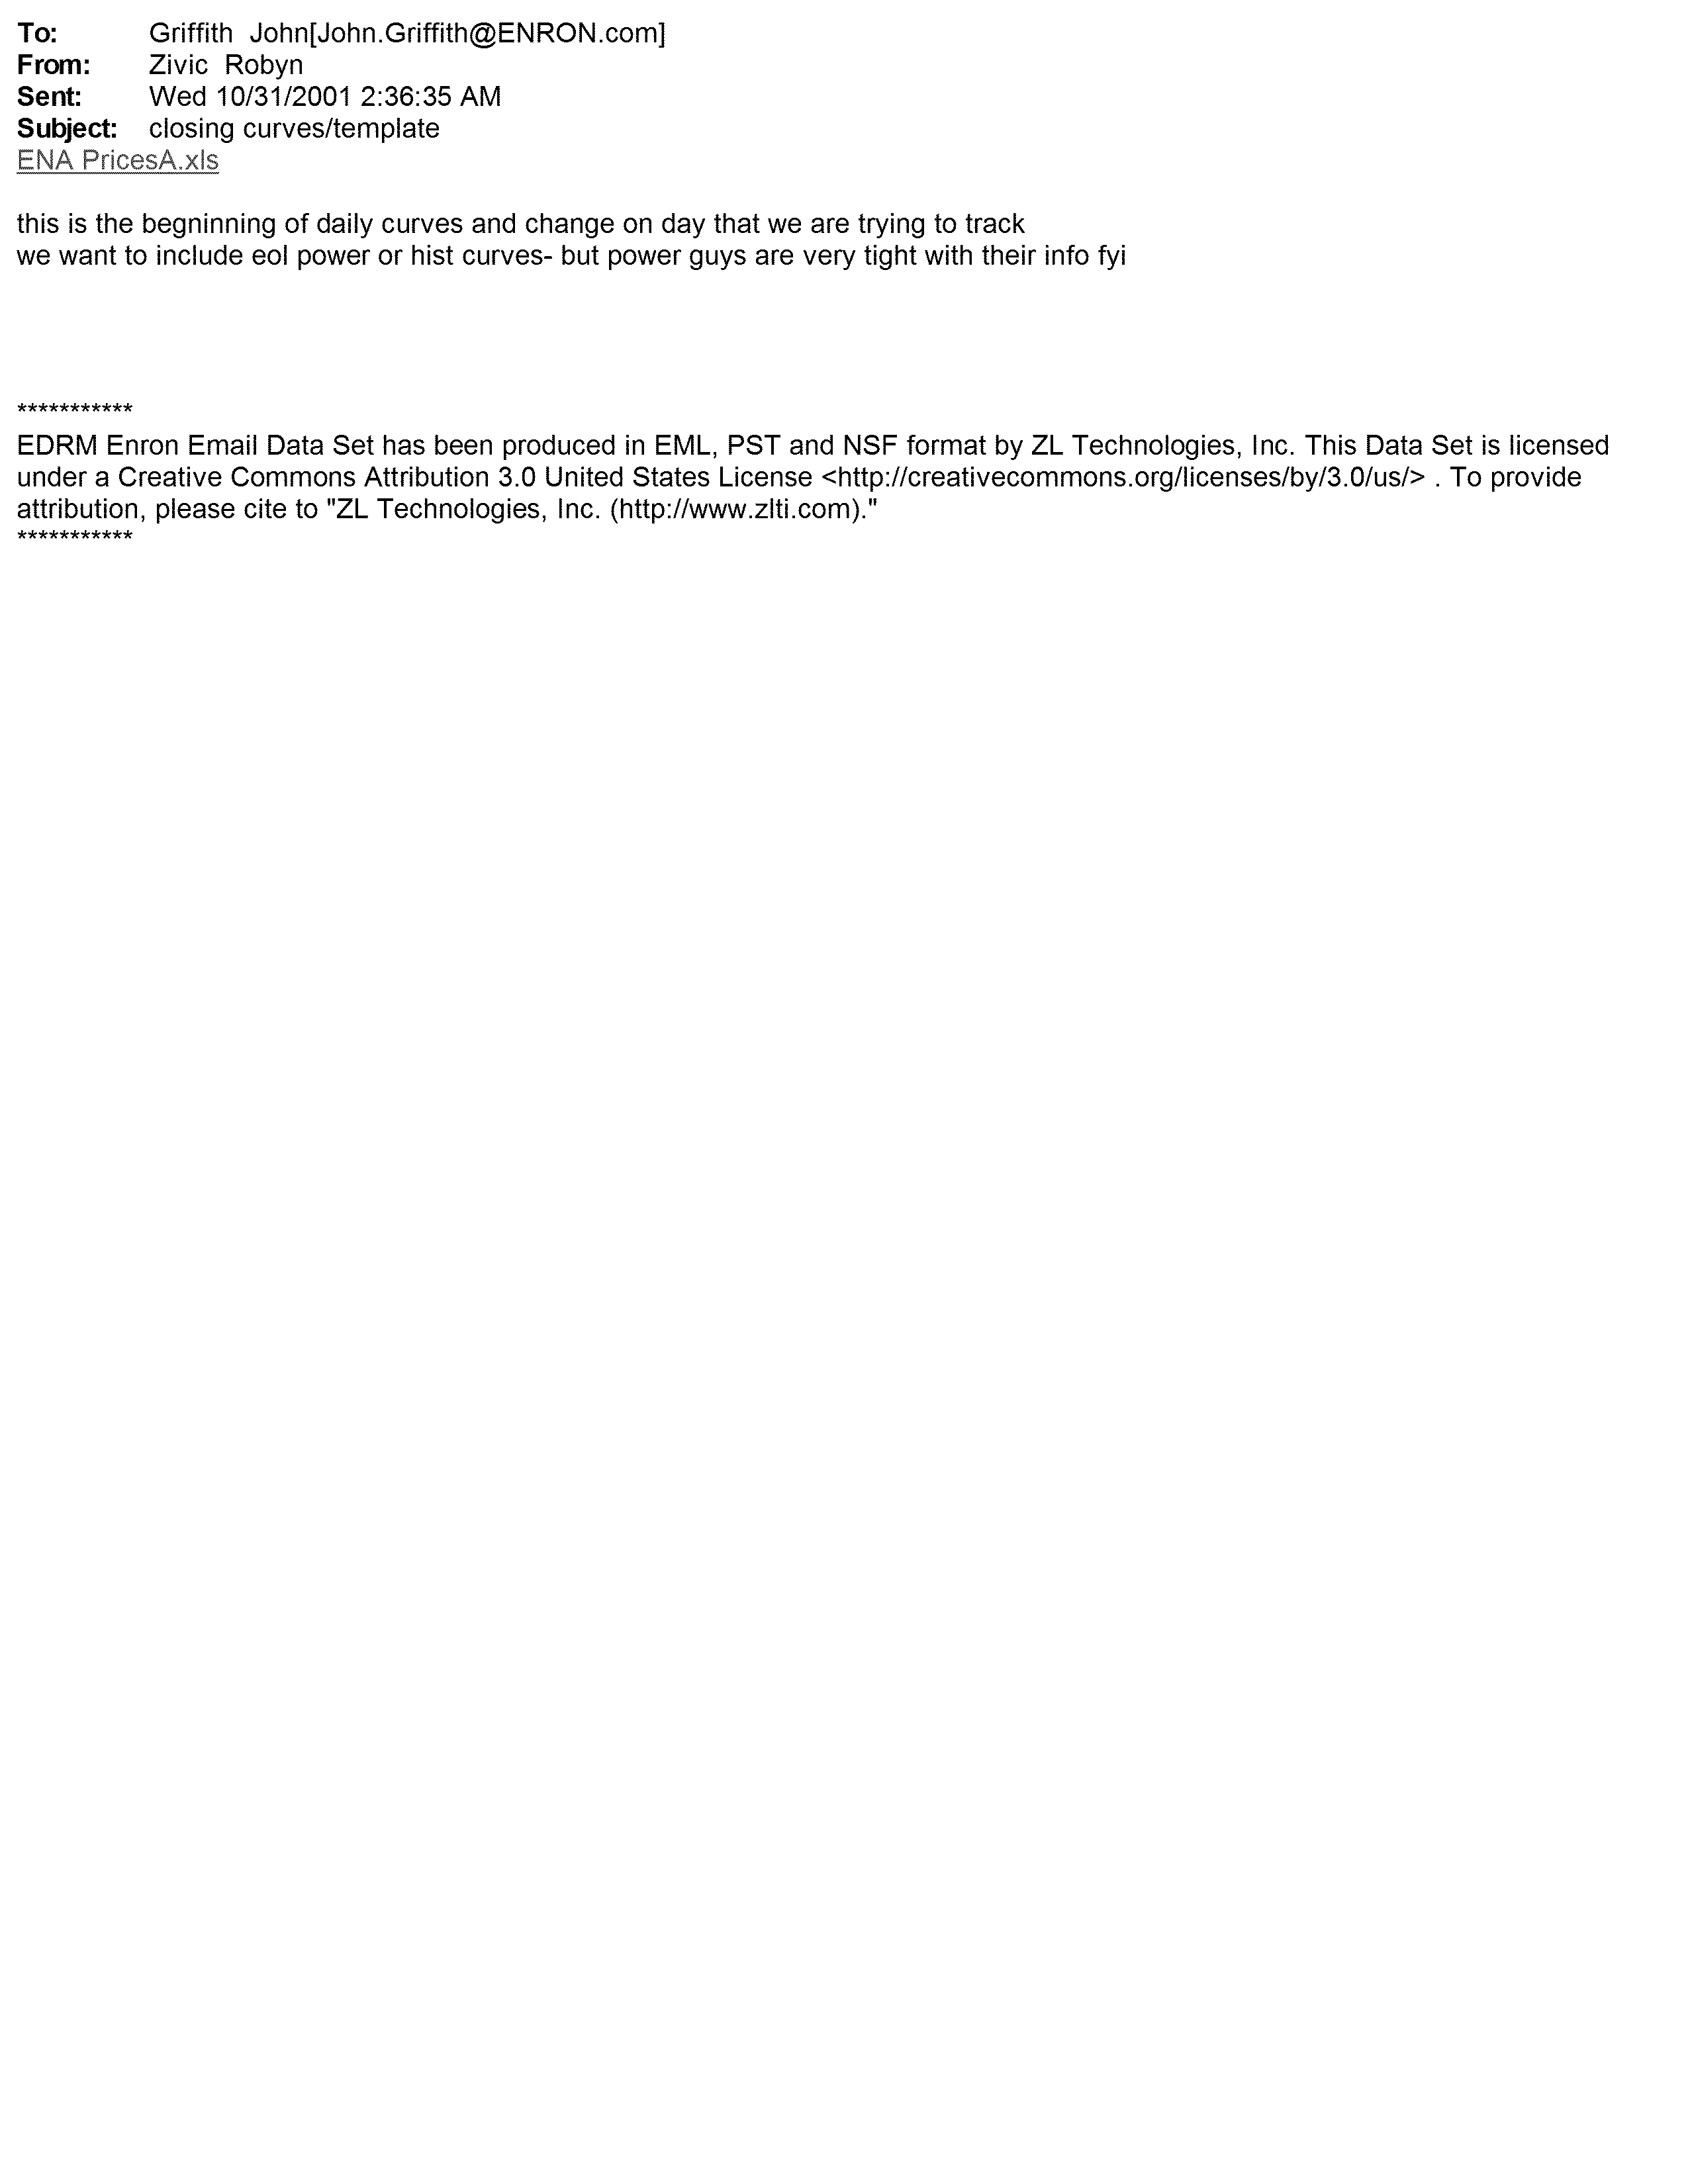 To: Griffith  John[John.Griffith@ENRON.com]
From: Zivic  Robyn
Sent: Wed 10/31/2001 2:36:35 AM
Subject: closing curves/template
ENA PricesA.xls
this is the begninning of daily curves and change on day that we are trying to track
we want to include eol power or hist curves- but power guys are very tight with their info fyi
***********
EDRM Enron Email Data Set has been produced in EML, PST and NSF format by ZL Technologies, Inc. This Data Set is licensed
under a Creative Commons Attribution 3.0 United States License <http://creativecommons.org/licenses/by/3.0/us/> . To provide
attribution, please cite to "ZL Technologies, Inc. (http://www.zlti.com)."
***********